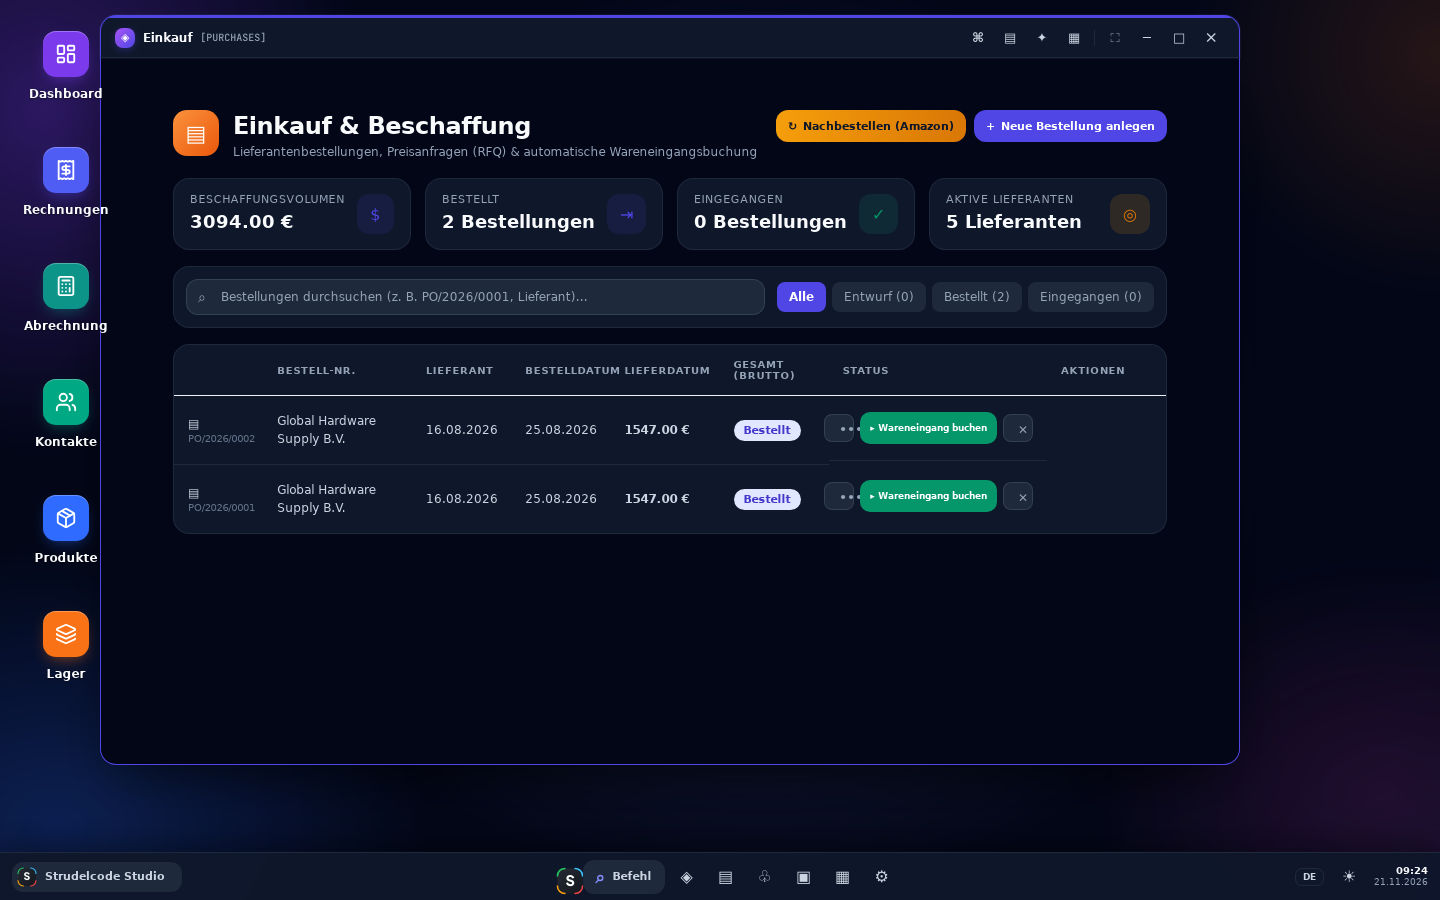 Einkauf [PURCHASES]
Dashboard
Rechnungen
Abrechnung
Kontakte
Produkte
Lager
Einkauf & Beschaffung
Lieferantenbestellungen, Preisanfragen (RFQ) & automatische Wareneingangsbuchung
↻ Nachbestellen (Amazon)
+ Neue Bestellung anlegen
BESCHAFFUNGSVOLUMEN
3094.00 €
$
BESTELLT
2 Bestellungen
EINGEGANGEN
0 Bestellungen
AKTIVE LIEFERANTEN
5 Lieferanten
Bestellungen durchsuchen (z. B. PO/2026/0001, Lieferant)...
Alle
Entwurf (0)
Bestellt (2)
Eingegangen (0)
BESTELL-NR. LIEFERANT BESTELLDATUM LIEFERDATUM GESAMT (BRUTTO) STATUS AKTIONEN
PO/2026/0002
Global Hardware
Supply B.V.
16.08.2026 25.08.2026 1547.00 € Bestellt ••• ▸ Wareneingang buchen ×
PO/2026/0001
Global Hardware
Supply B.V.
16.08.2026 25.08.2026 1547.00 € Bestellt ••• ▸ Wareneingang buchen ×
S Strudelcode Studio
S
Befehl
DE
09:24
21.11.2026